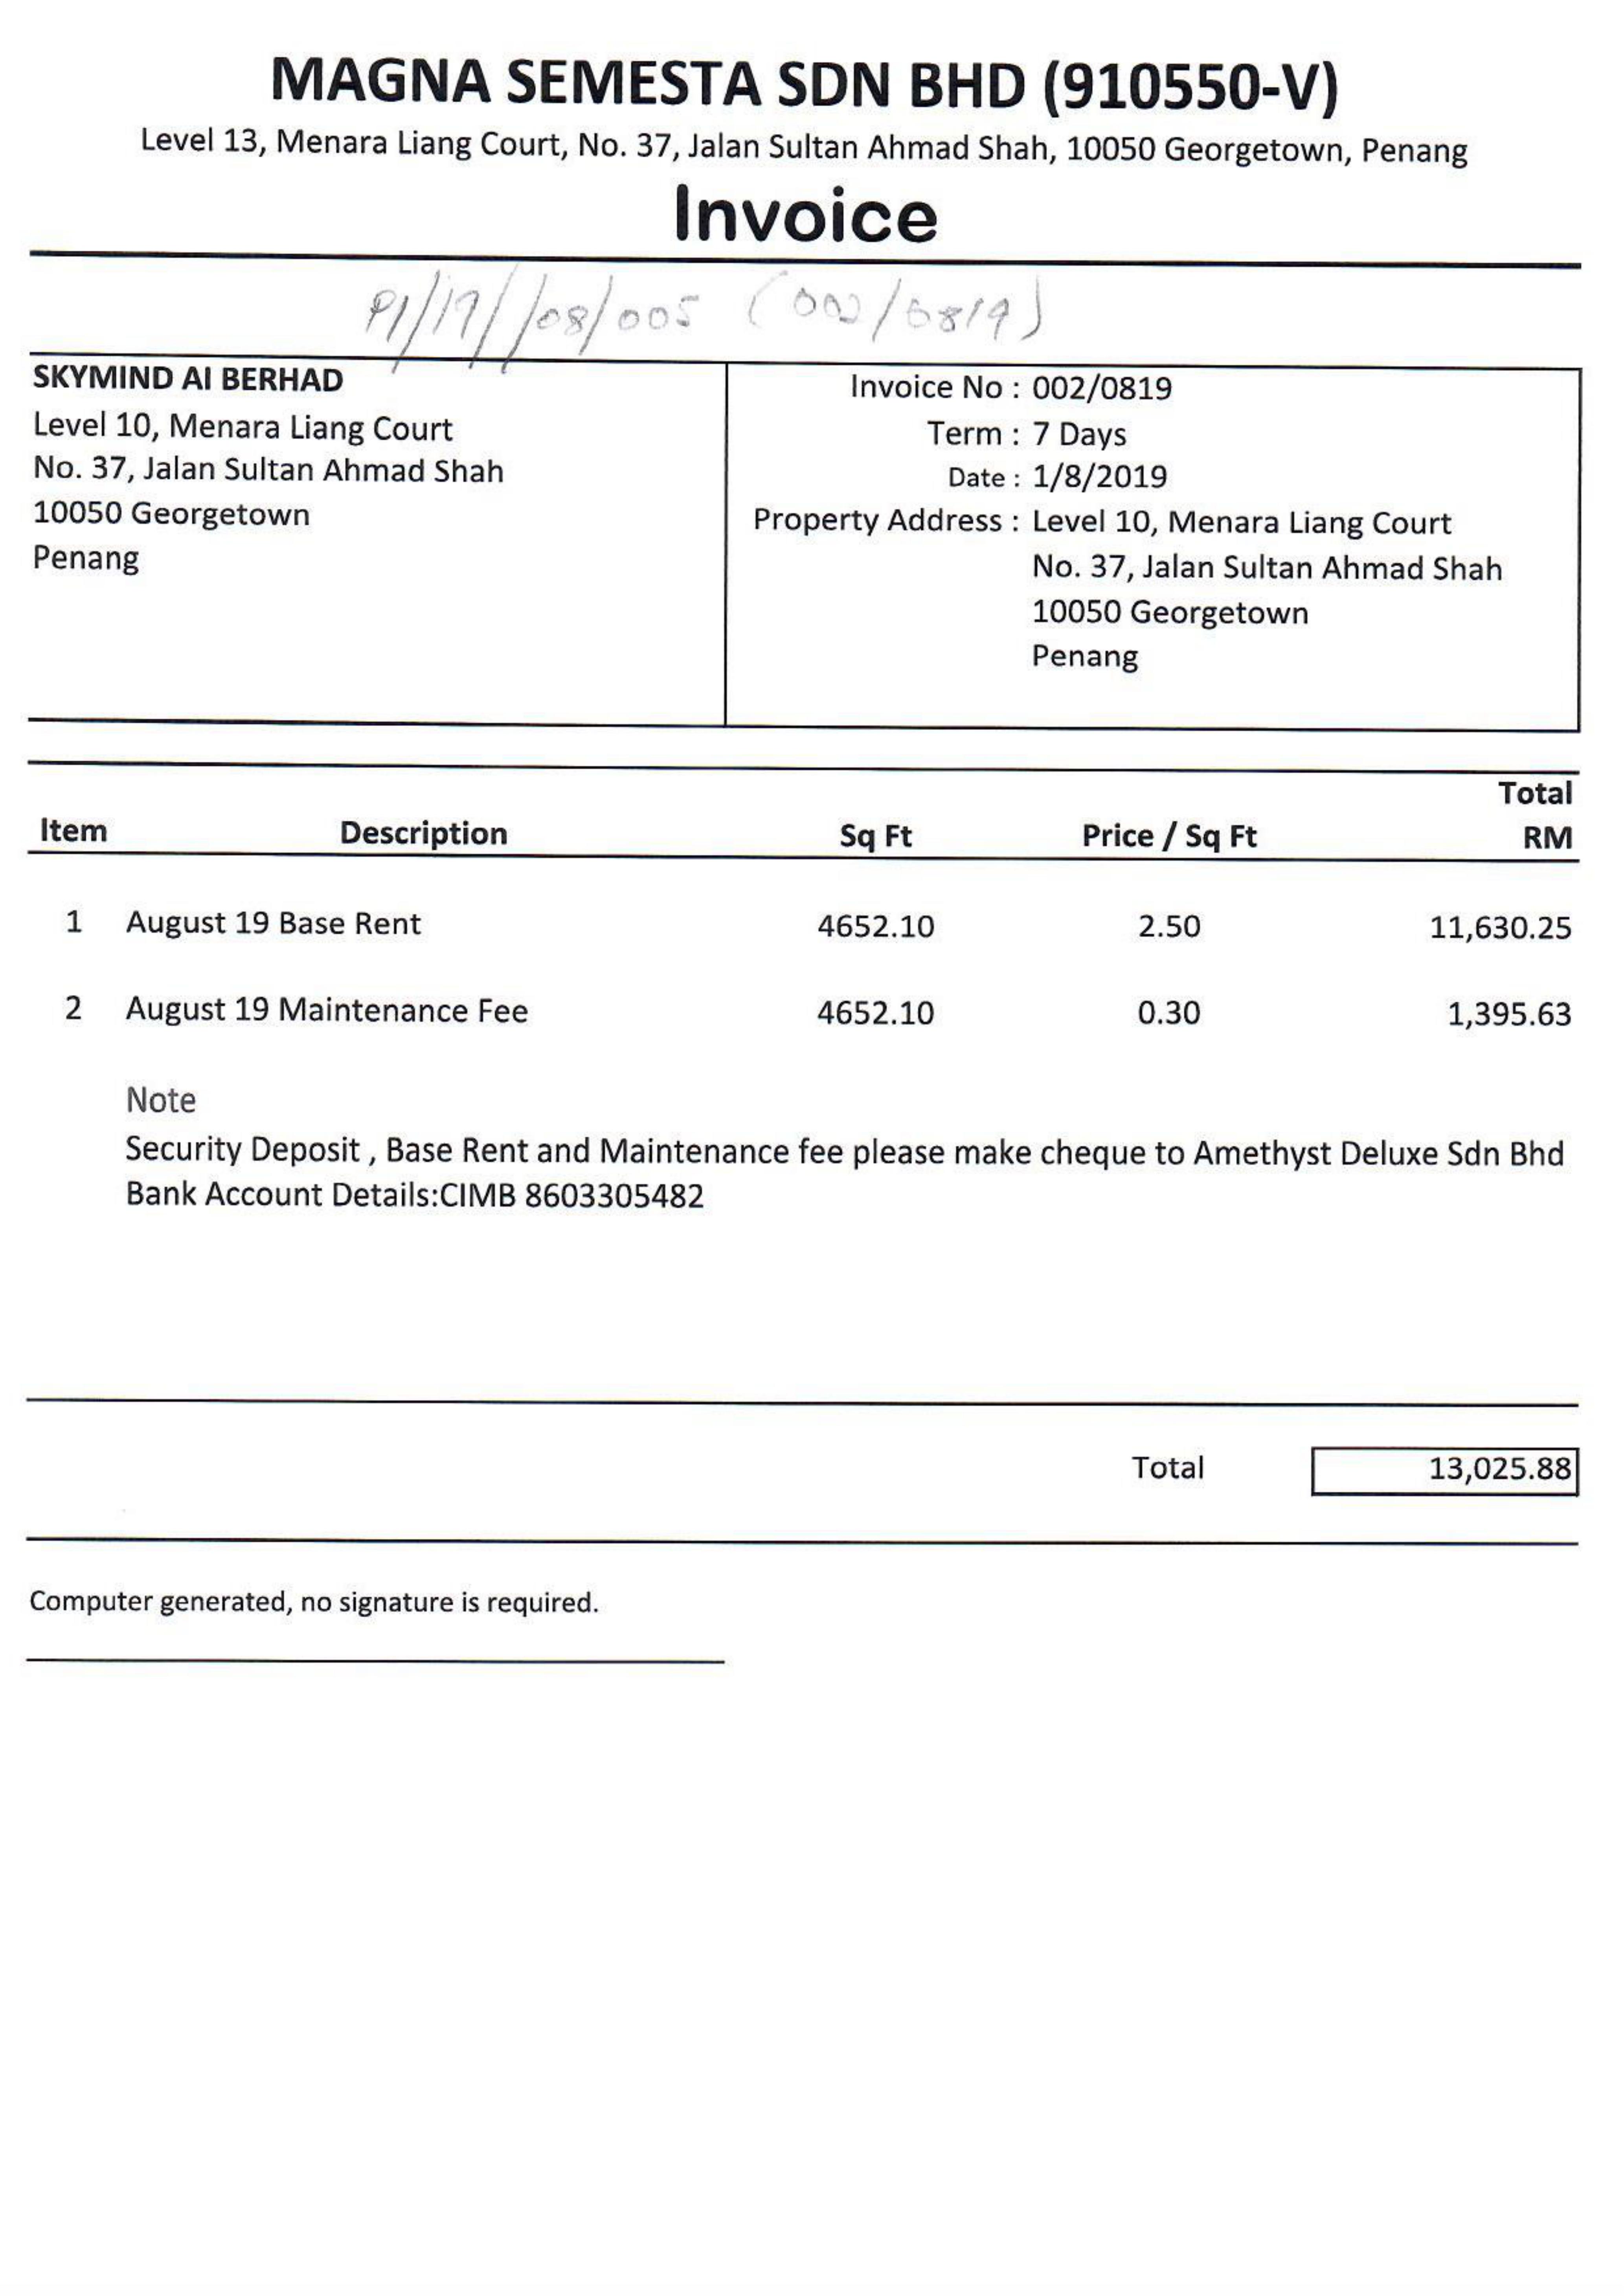 MAGNA SEMESTA SDN BHD (910550-V)
Level 13, Menara Liang Court, No. 37, Jalan Sultan Ahmad Shah, 10050 Georgetown, Penang
Invoice
P1/19//08/005 (002/0819)
SKYMIND AI BERHAD
Level 10, Menara Liang Court
No. 37, Jalan Sultan Ahmad Shah
10050 Georgetown
Penang
Invoice No : 002/0819
Term : 7 Days
Date : 1/8/2019
Property Address : Level 10, Menara Liang Court
No. 37, Jalan Sultan Ahmad Shah
10050 Georgetown
Penang
Item Description Sq Ft Price / Sq Ft Total RM
1 August 19 Base Rent 4652.10 2.50 11,630.25
2 August 19 Maintenance Fee 4652.10 0.30 1,395.63
Note
Security Deposit , Base Rent and Maintenance fee please make cheque to Amethyst Deluxe Sdn Bhd
Bank Account Details:CIMB 8603305482
Total 13,025.88
Computer generated, no signature is required.